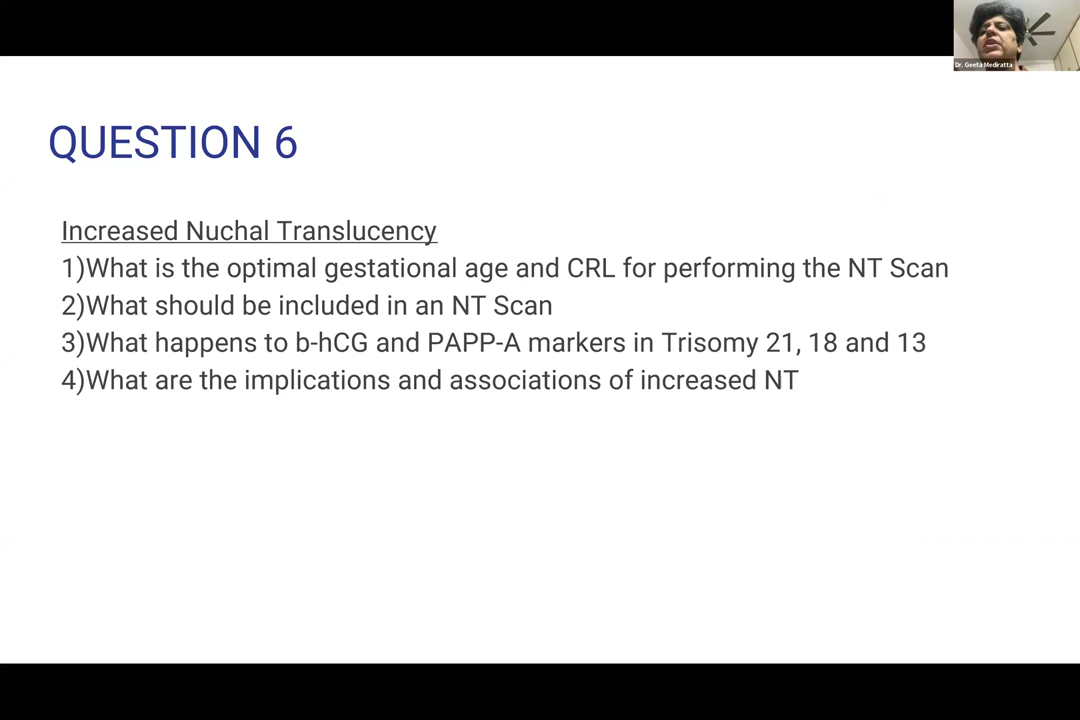 Dr. Geeta Mediratta
QUESTION 6
Increased Nuchal Translucency
1)What is the optimal gestational age and CRL for performing the NT Scan
2)What should be included in an NT Scan
3)What happens to b-hCG and PAPP-A markers in Trisomy 21, 18 and 13
4)What are the implications and associations of increased NT